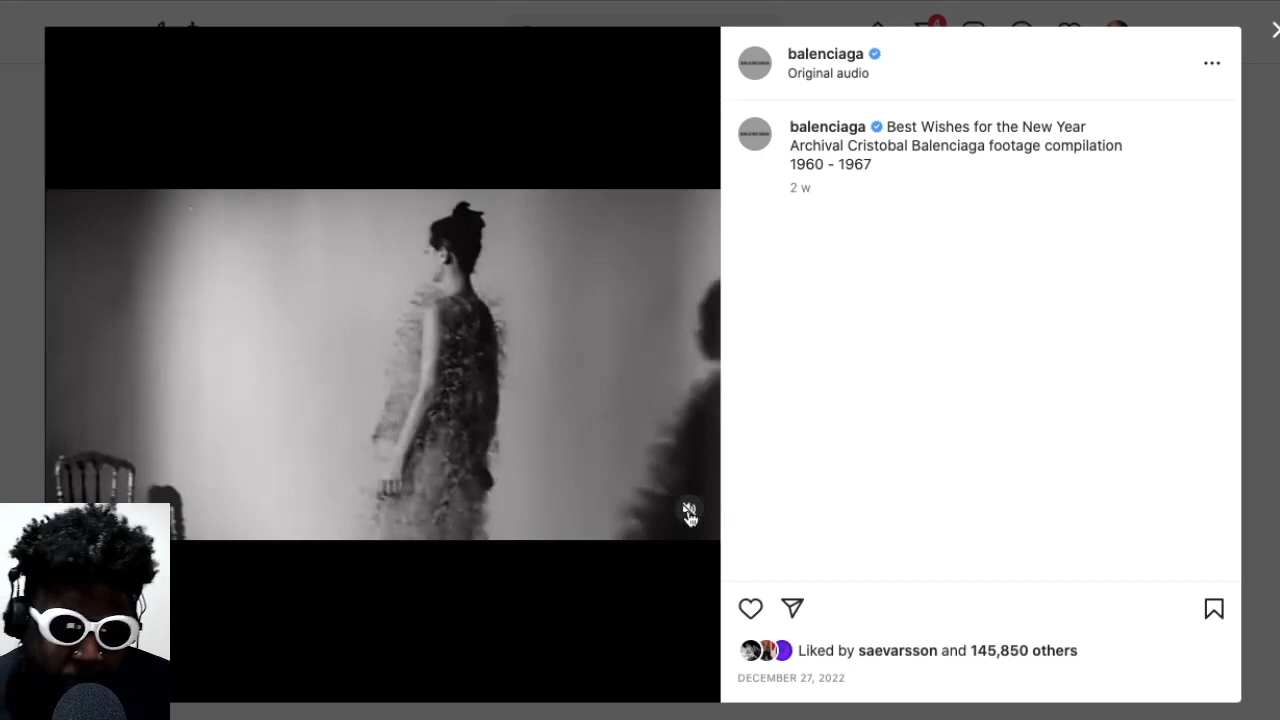 4
balenciaga
Original audio
balenciaga Best Wishes for the New Year
Archival Cristobal Balenciaga footage compilation
1960 - 1967
2 w
Liked by saevarsson and 145,850 others
DECEMBER 27, 2022